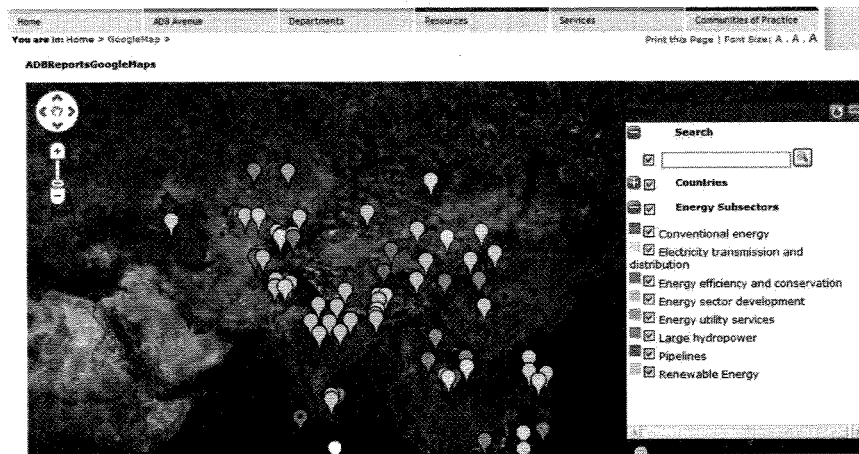 Home ADB Avenue Departments Resources Services Communities of Practice
You are in: Home > GoogleMap >
Print this Page | Font Size: A . A . A
ADBReportsGoogleMaps
Search
Countries
Energy Subsectors
Conventional energy
Electricity transmission and
distribution
Energy efficiency and conservation
Energy sector development
Energy utility services
Large hydropower
Pipelines
Renewable Energy